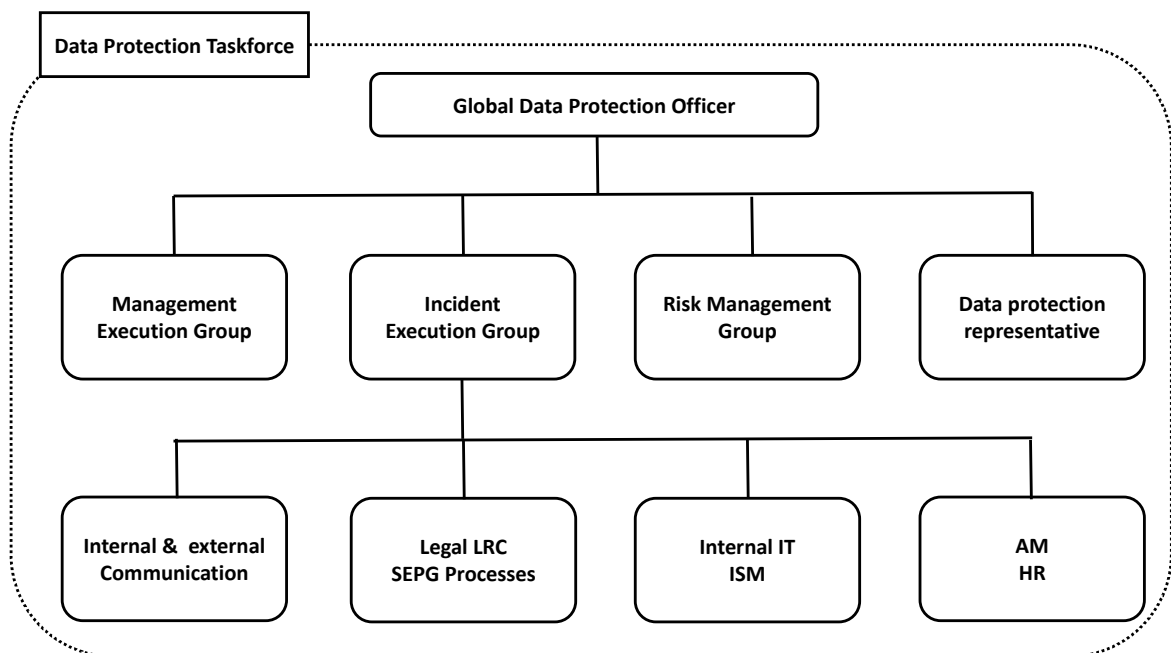 Data Protection Taskforce
Global Data Protection Officer
Management
Execution Group
Incident
Execution Group
Risk Management
Group
Data protection
representative
Internal &  external
Communication
Legal LRC
SEPG Processes
Internal IT
ISM
AM
HR